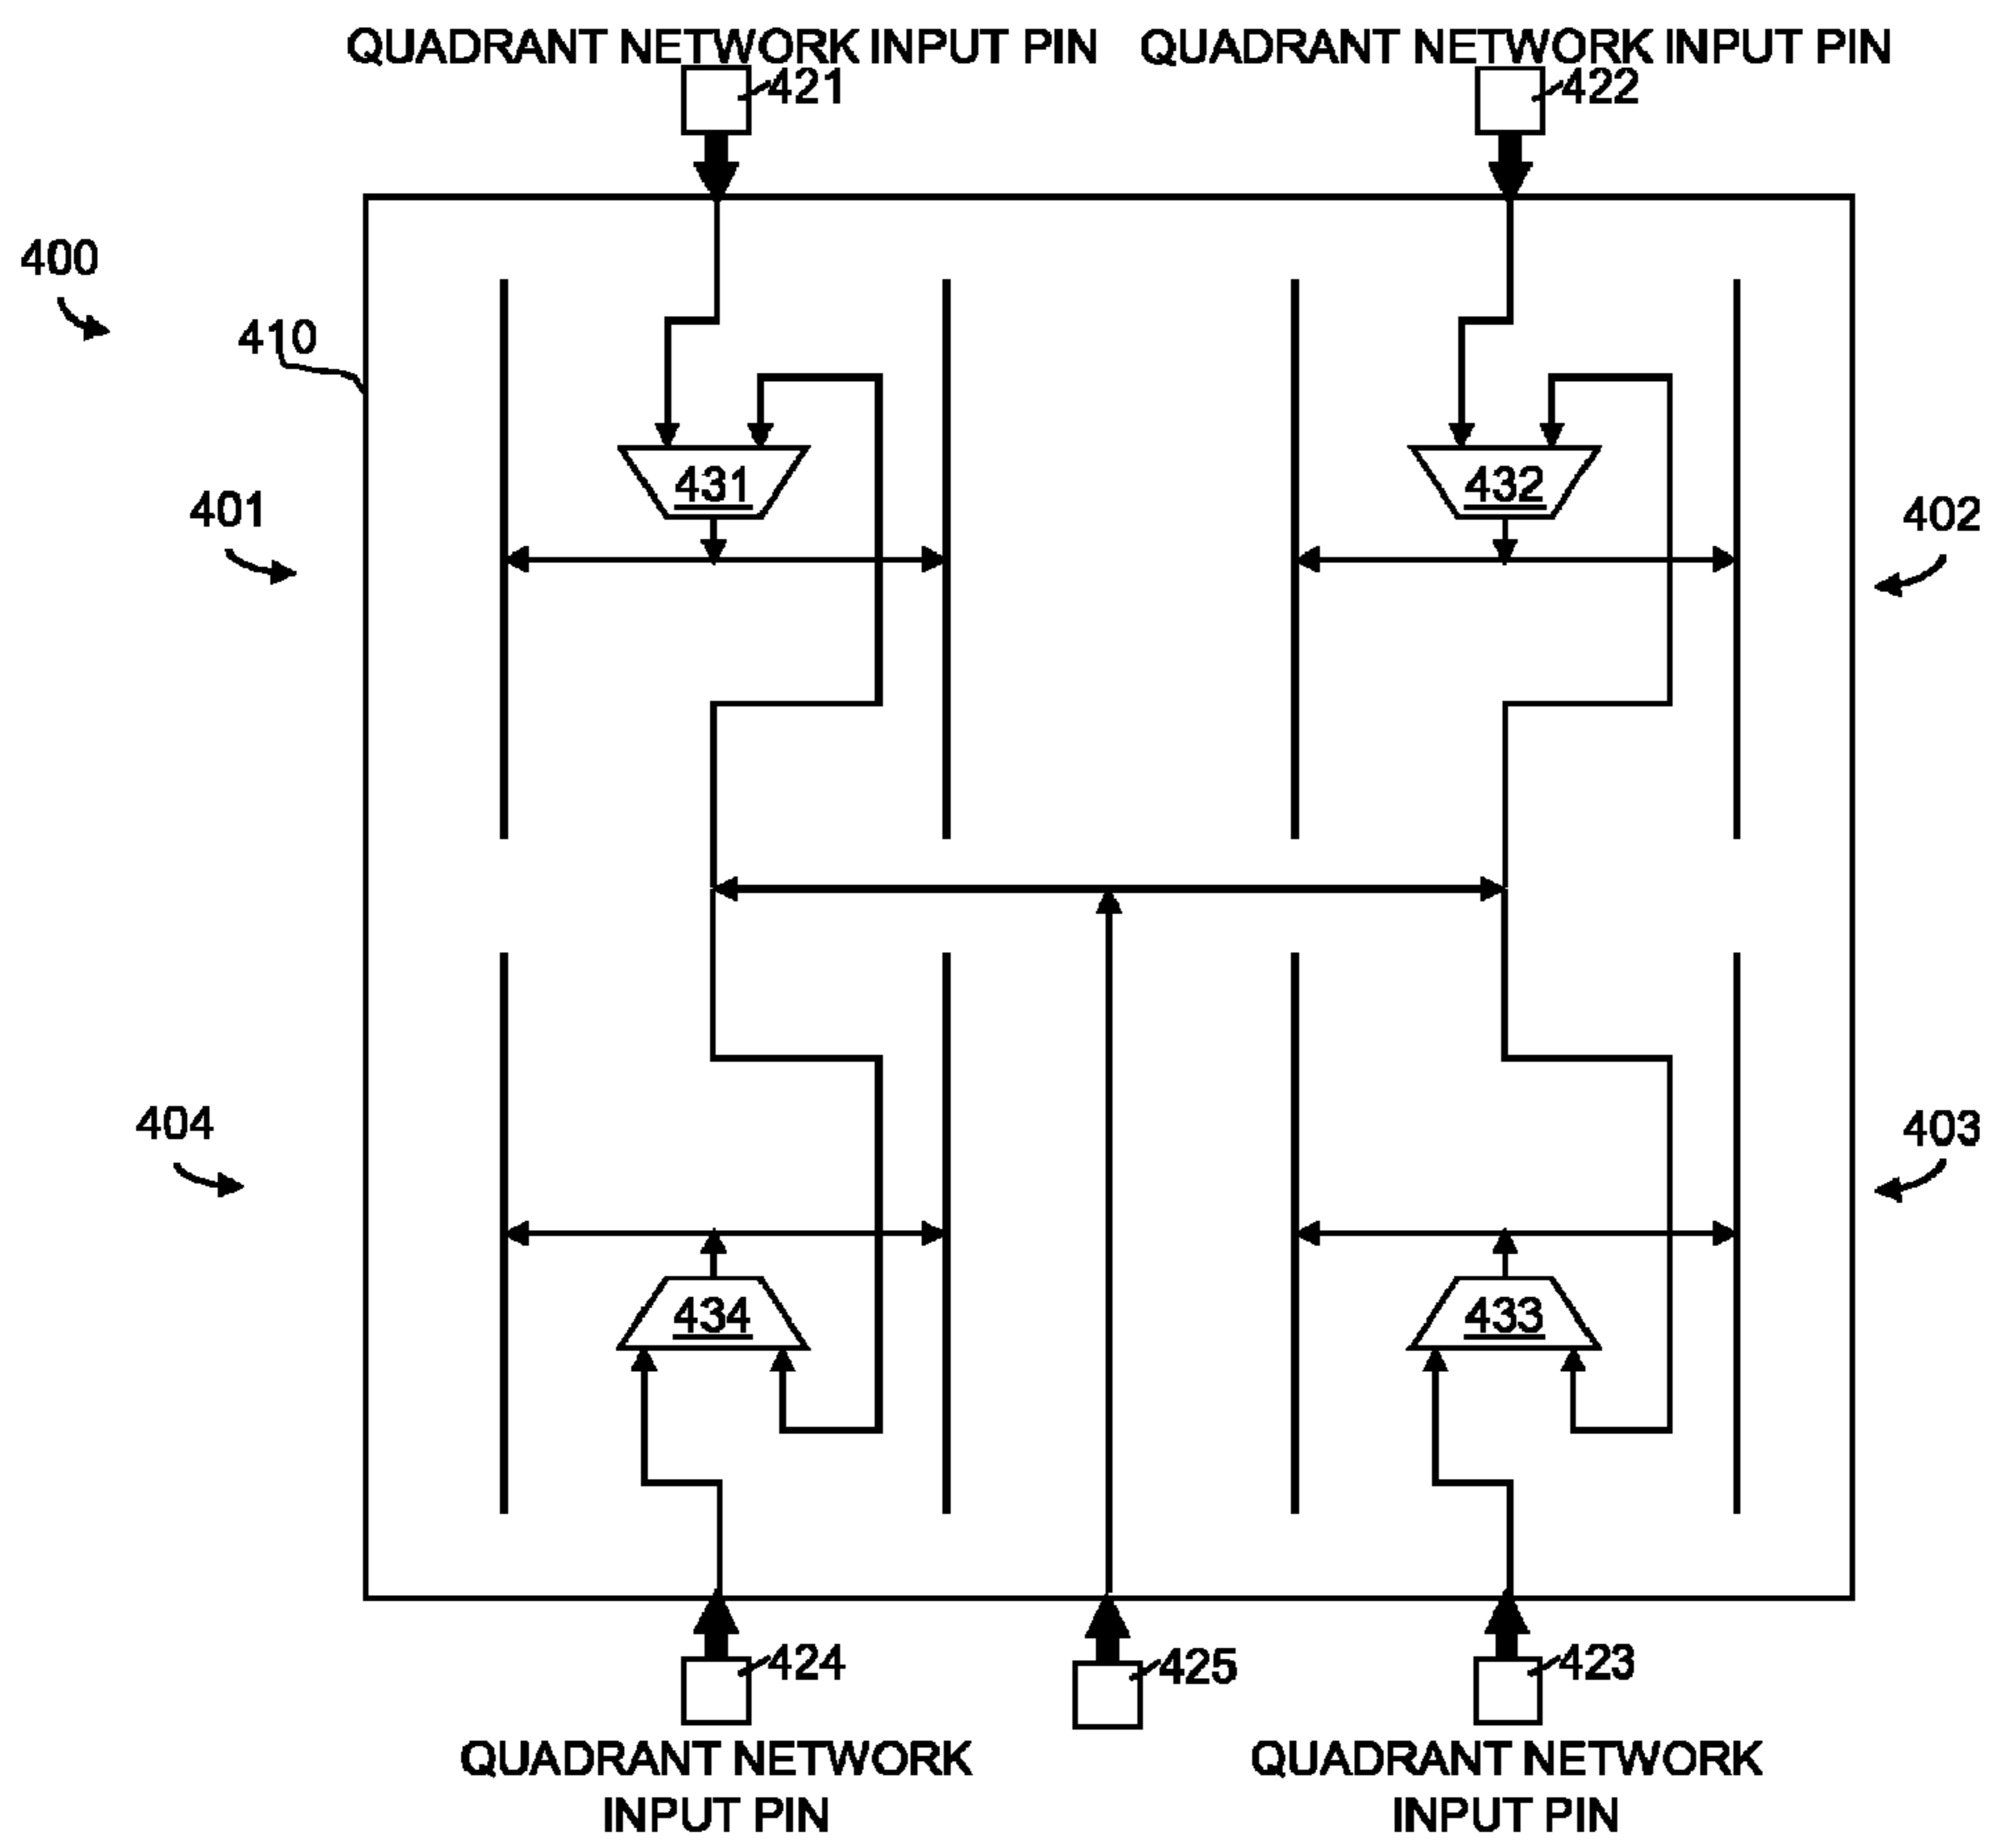 QUADRANT NETWORK INPUT PIN
QUADRANT NETWORK INPUT PIN
421
422
400
410
401
431
432
402
404
403
434
433
424
425
423
QUADRANT NETWORK
INPUT PIN
QUADRANT NETWORK
INPUT PIN